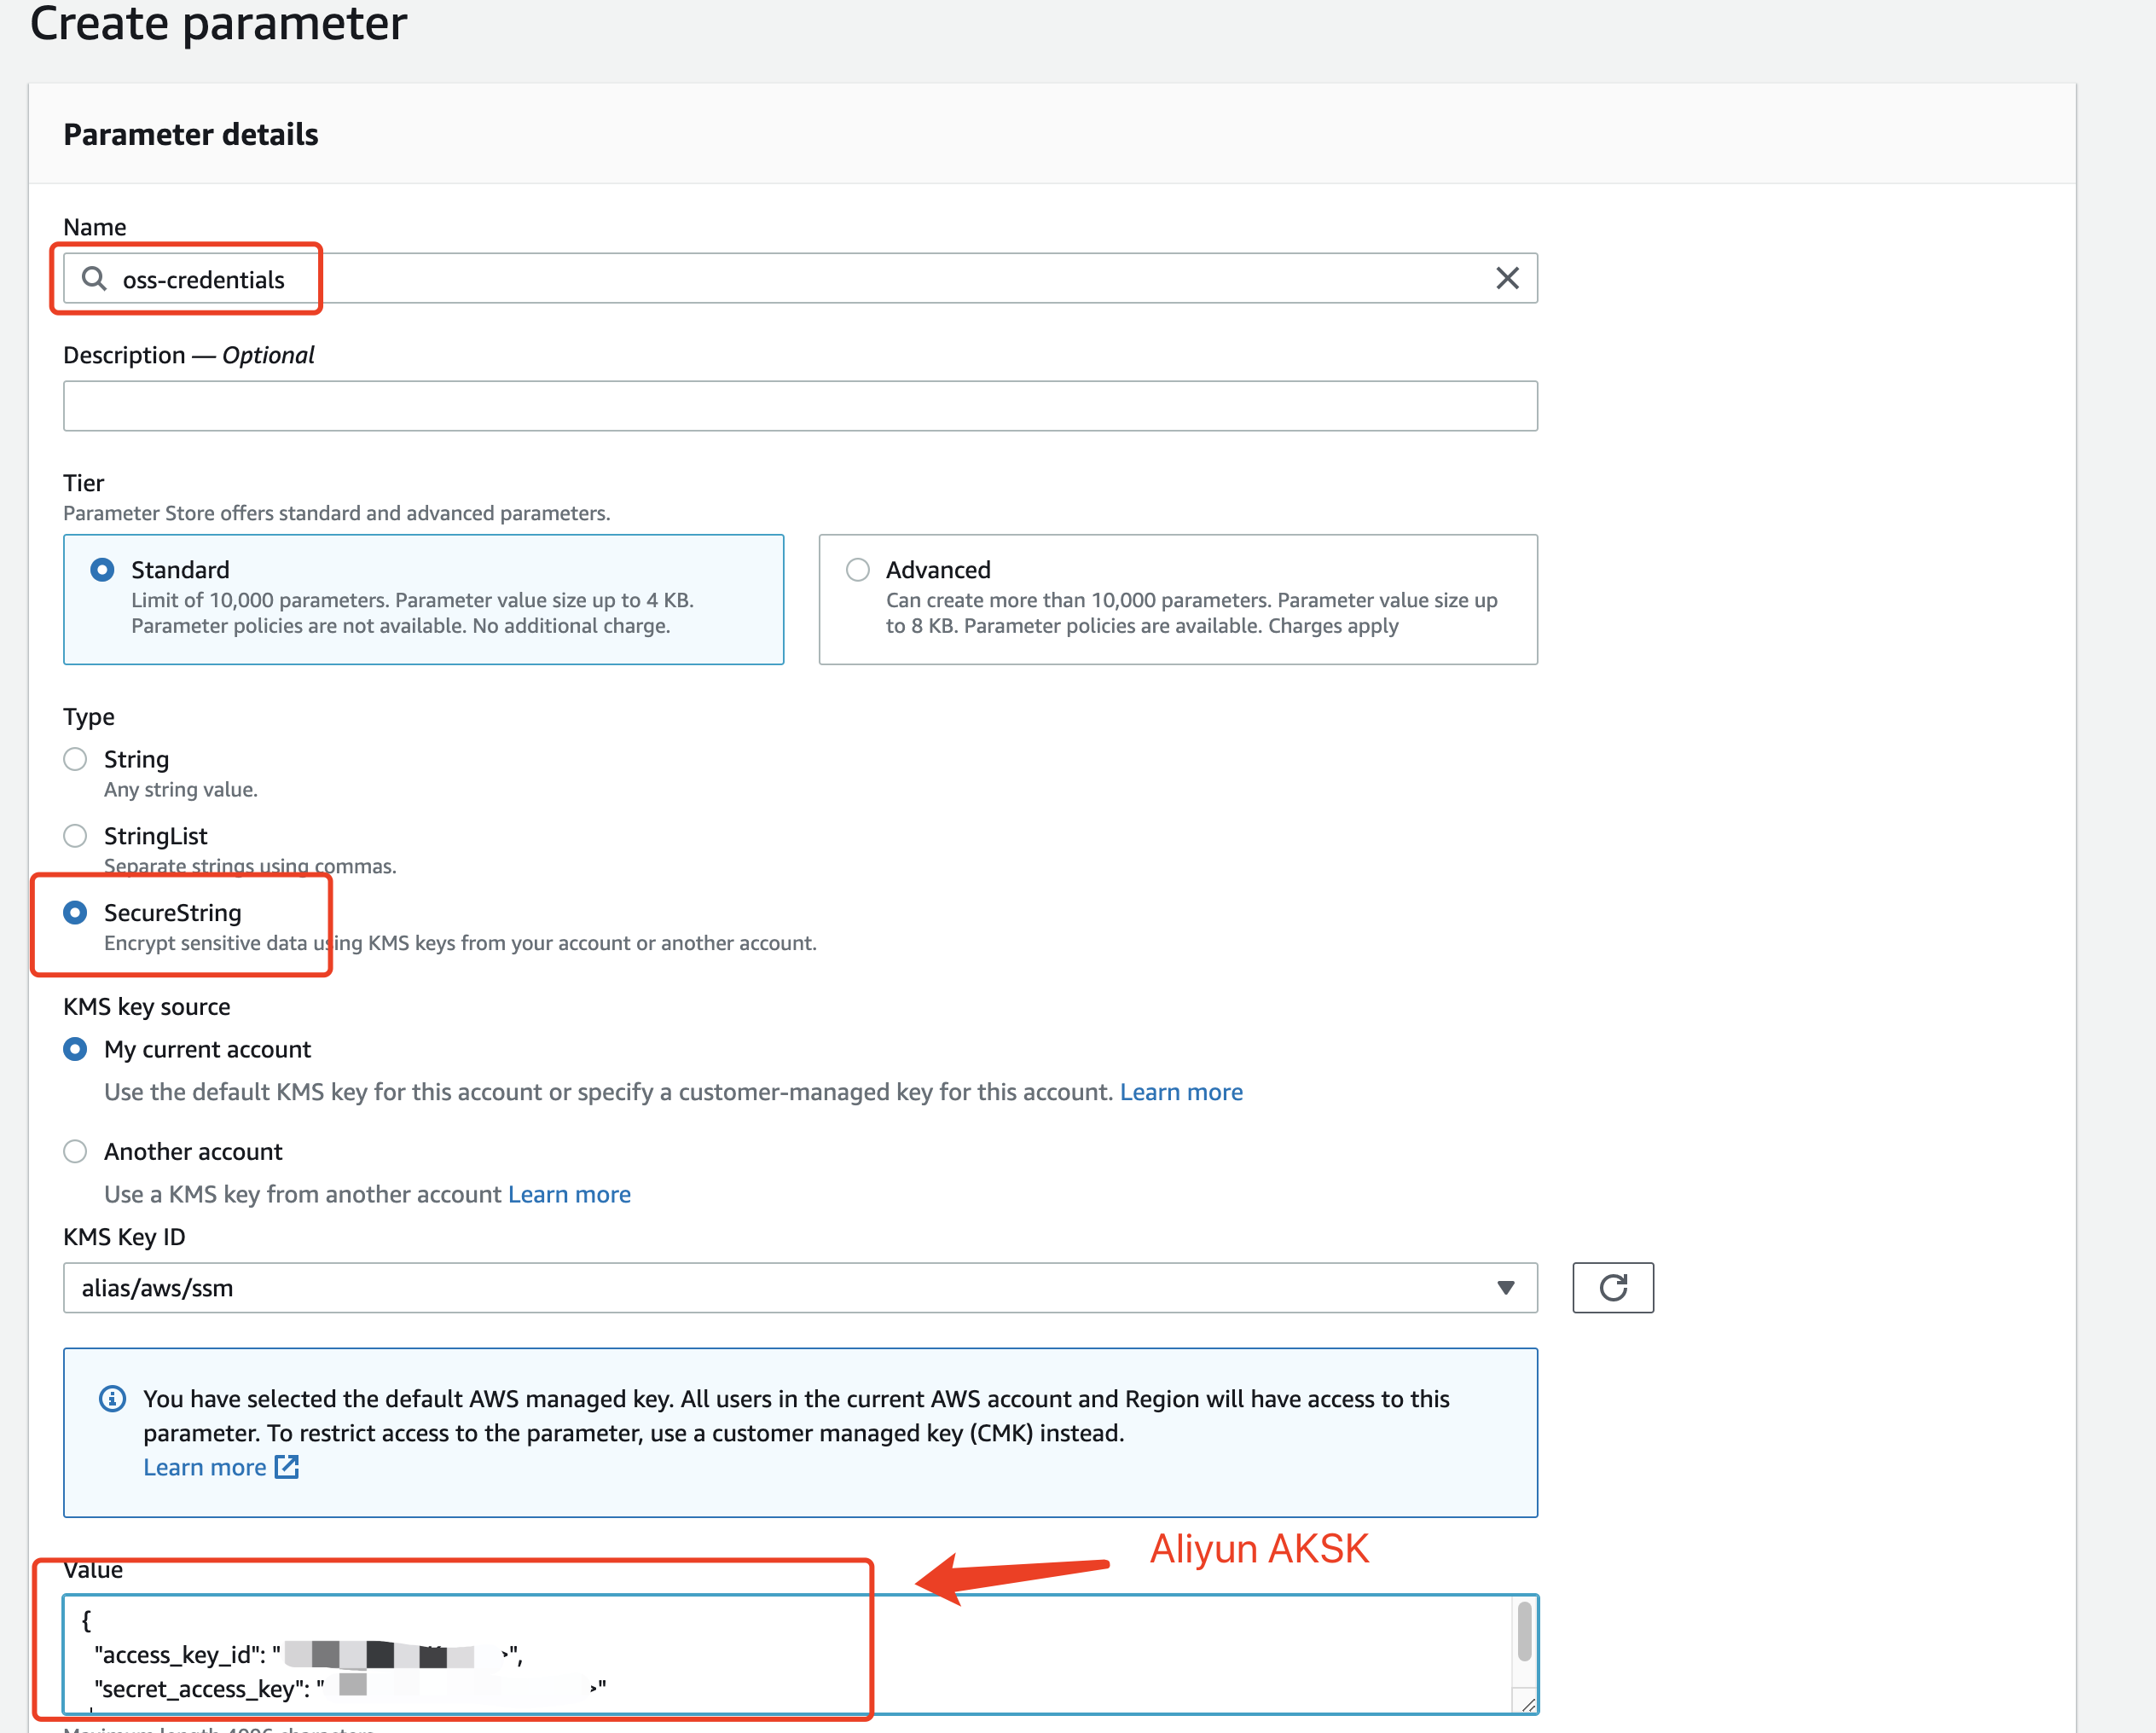 Create parameter
Parameter details
Name
oss-credentials
Description — Optional
Tier
Parameter Store offers standard and advanced parameters.
Standard
Limit of 10,000 parameters. Parameter value size up to 4 KB.
Parameter policies are not available. No additional charge.
Advanced
Can create more than 10,000 parameters. Parameter value size up
to 8 KB. Parameter policies are available. Charges apply
Type
String
Any string value.
StringList
Separate strings using commas.
SecureString
Encrypt sensitive data using KMS keys from your account or another account.
KMS key source
My current account
Use the default KMS key for this account or specify a customer-managed key for this account. Learn more
Another account
Use a KMS key from another account Learn more
KMS Key ID
alias/aws/ssm
You have selected the default AWS managed key. All users in the current AWS account and Region will have access to this
parameter. To restrict access to the parameter, use a customer managed key (CMK) instead.
Learn more
Aliyun AKSK
Value
{
"access_key_id": " >",
"secret_access_key": " >"
Maximum length 4096 characters